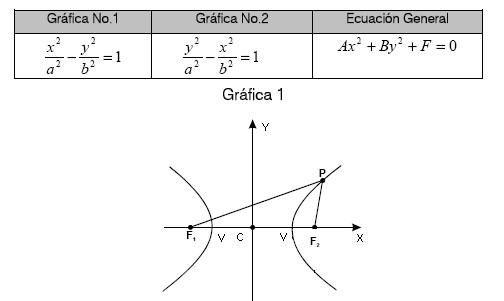 Gráfica No.1 Gráfica No.2 Ecuación General
x²/a² - y²/b² = 1 y²/a² - x²/b² = 1 Ax² + By² + F = 0
Gráfica 1
Y
P
F₁ V C V F₂ X